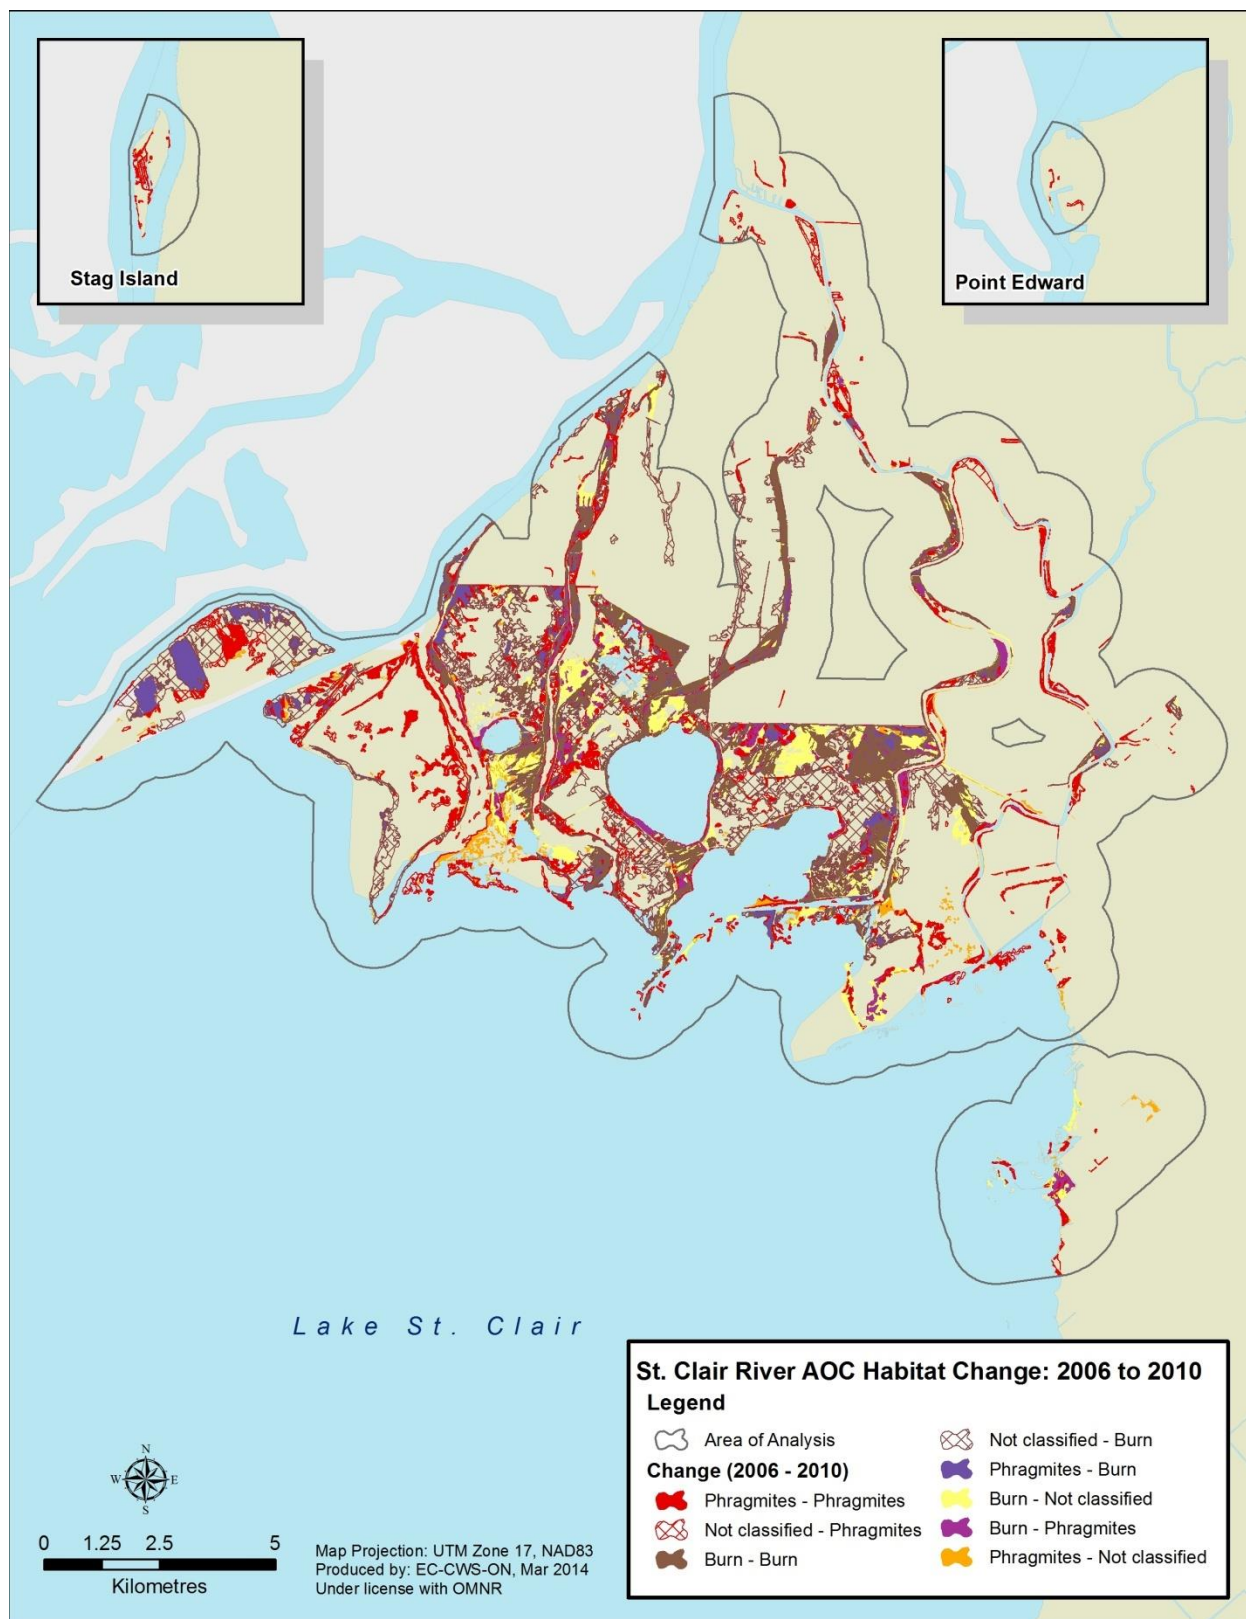 Stag Island
Point Edward
Lake St. Clair
N
W E
S
0 1.25 2.5 5
Kilometres
Map Projection: UTM Zone 17, NAD83
Produced by: EC-CWS-ON, Mar 2014
Under license with OMNR
St. Clair River AOC Habitat Change: 2006 to 2010
Legend
Area of Analysis
Change (2006 - 2010)
Phragmites - Phragmites
Not classified - Phragmites
Burn - Burn
Not classified - Burn
Phragmites - Burn
Burn - Not classified
Burn - Phragmites
Phragmites - Not classified